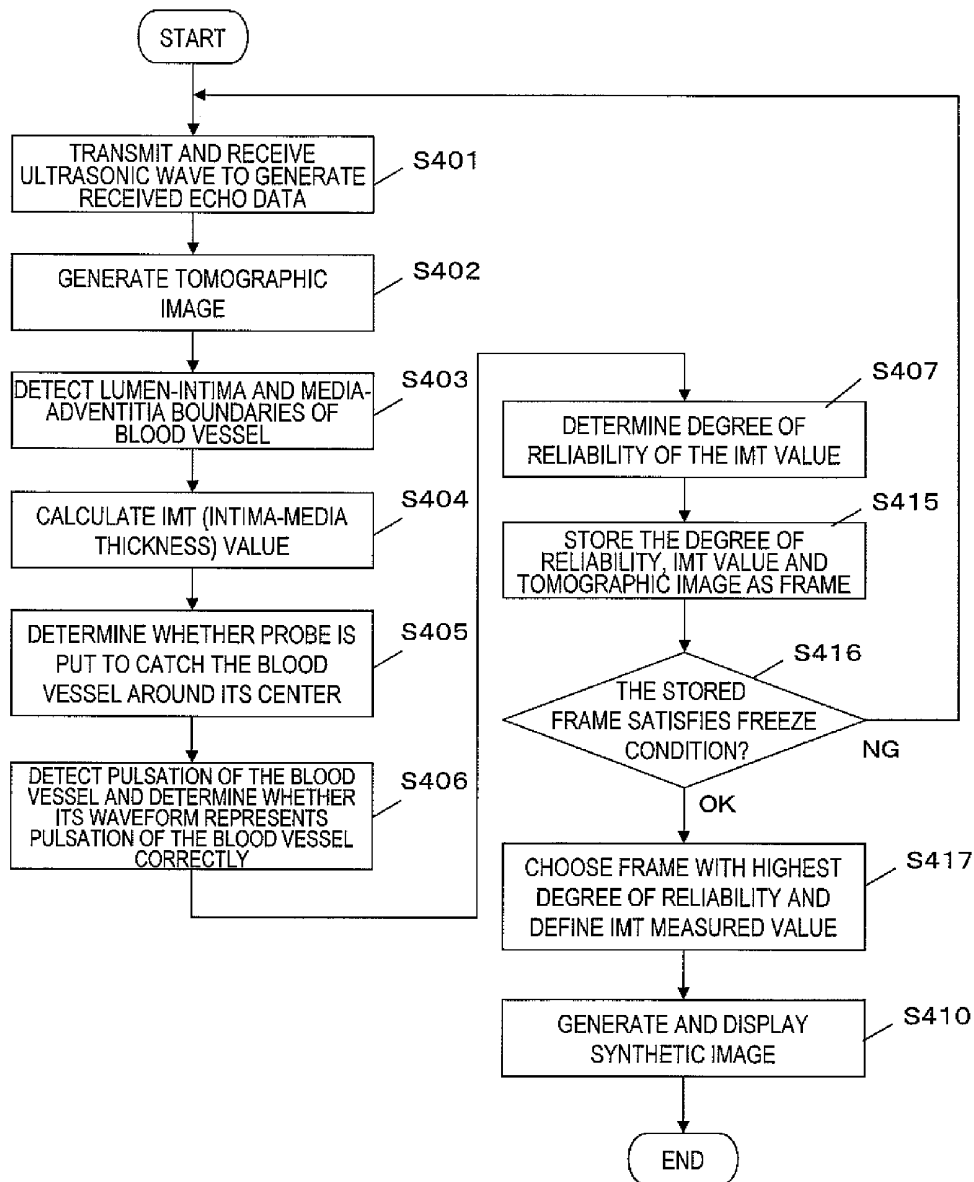 START
TRANSMIT AND RECEIVE
ULTRASONIC WAVE TO GENERATE
RECEIVED ECHO DATA
S401
GENERATE TOMOGRAPHIC
IMAGE
S402
DETECT LUMEN-INTIMA AND MEDIA-
ADVENTITIA BOUNDARIES OF
BLOOD VESSEL
S403
CALCULATE IMT (INTIMA-MEDIA
THICKNESS) VALUE
S404
DETERMINE WHETHER PROBE IS
PUT TO CATCH THE BLOOD
VESSEL AROUND ITS CENTER
S405
DETECT PULSATION OF THE BLOOD
VESSEL AND DETERMINE WHETHER
ITS WAVEFORM REPRESENTS
PULSATION OF THE BLOOD VESSEL
CORRECTLY
S406
DETERMINE DEGREE OF
RELIABILITY OF THE IMT VALUE
S407
STORE THE DEGREE OF
RELIABILITY, IMT VALUE AND
TOMOGRAPHIC IMAGE AS FRAME
S415
THE STORED
FRAME SATISFIES FREEZE
CONDITION?
S416
NG
OK
CHOOSE FRAME WITH HIGHEST
DEGREE OF RELIABILITY AND
DEFINE IMT MEASURED VALUE
S417
GENERATE AND DISPLAY
SYNTHETIC IMAGE
S410
END